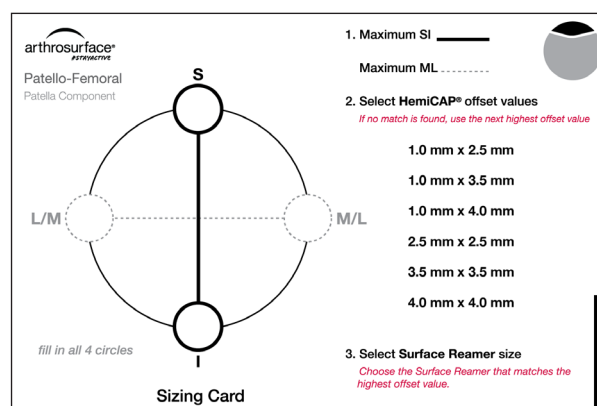 arthrosurface®
#STAYACTIVE
Patello-Femoral
Patella Component
S
L/M
M/L
I
fill in all 4 circles
Sizing Card
1. Maximum SI
Maximum ML
2. Select HemiCAP® offset values
If no match is found, use the next highest offset value
1.0 mm x 2.5 mm
1.0 mm x 3.5 mm
1.0 mm x 4.0 mm
2.5 mm x 2.5 mm
3.5 mm x 3.5 mm
4.0 mm x 4.0 mm
3. Select Surface Reamer size
Choose the Surface Reamer that matches the
highest offset value.